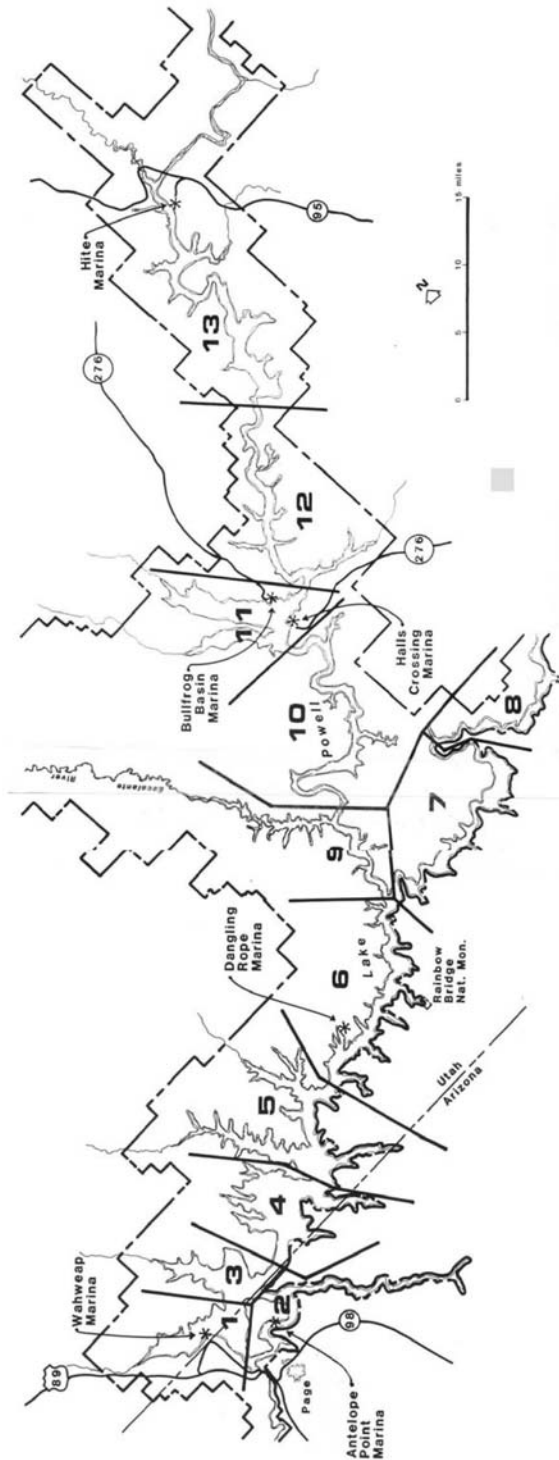 Hite
Marina
95
13
276
N
0
5
10
15 miles
12
276
Bullfrog
Basin
Marina
11
Halls
Crossing
Marina
10
Powell
8
7
Escalante
River
9
Dangling
Rope
Marina
6
Lake
Rainbow
Bridge
Nat. Mon.
5
Utah
Arizona
4
3
Wahweap
Marina
1
2
89
98
Page
Antelope
Point
Marina